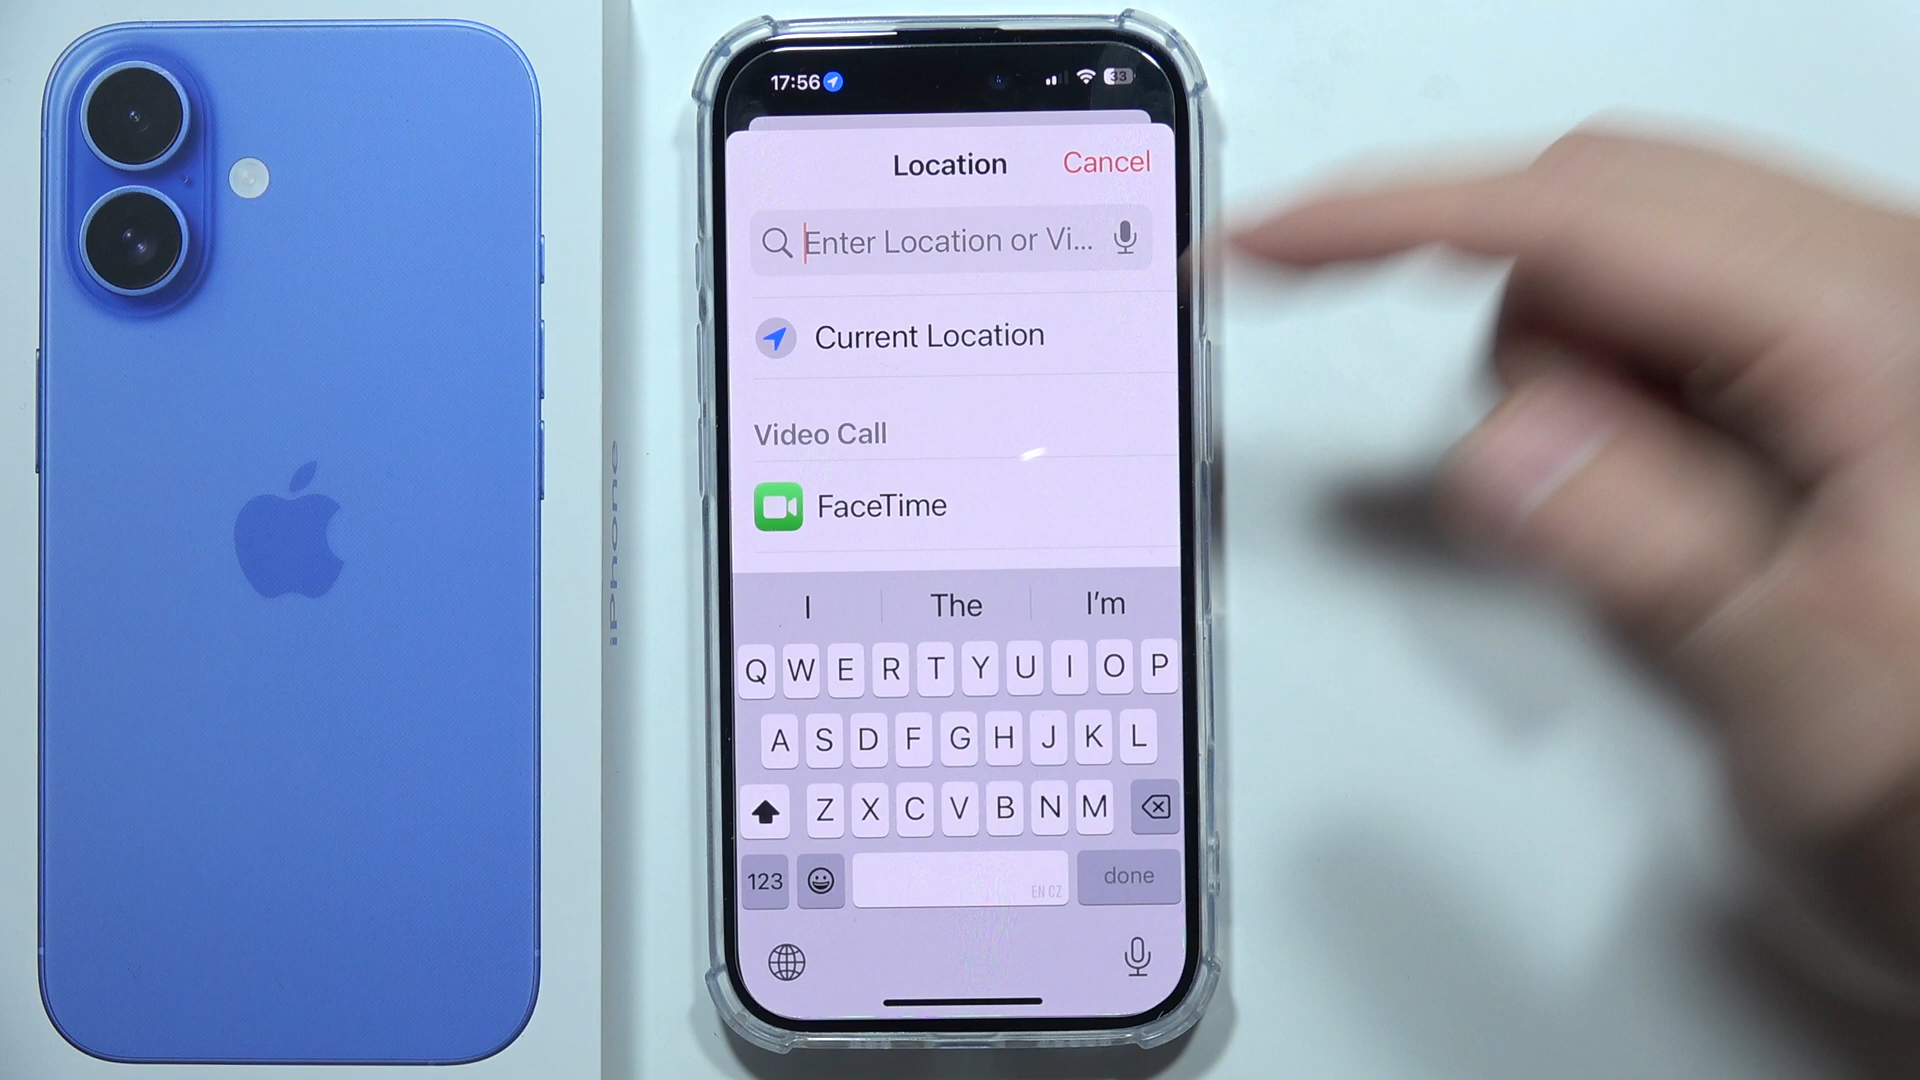 iPhone
17:56
33
Location
Cancel
Enter Location or Vi...
Current Location
Video Call
FaceTime
I The I'm
Q W E R T Y U I O P
A S D F G H J K L
Z X C V B N M
123
EN CZ
done